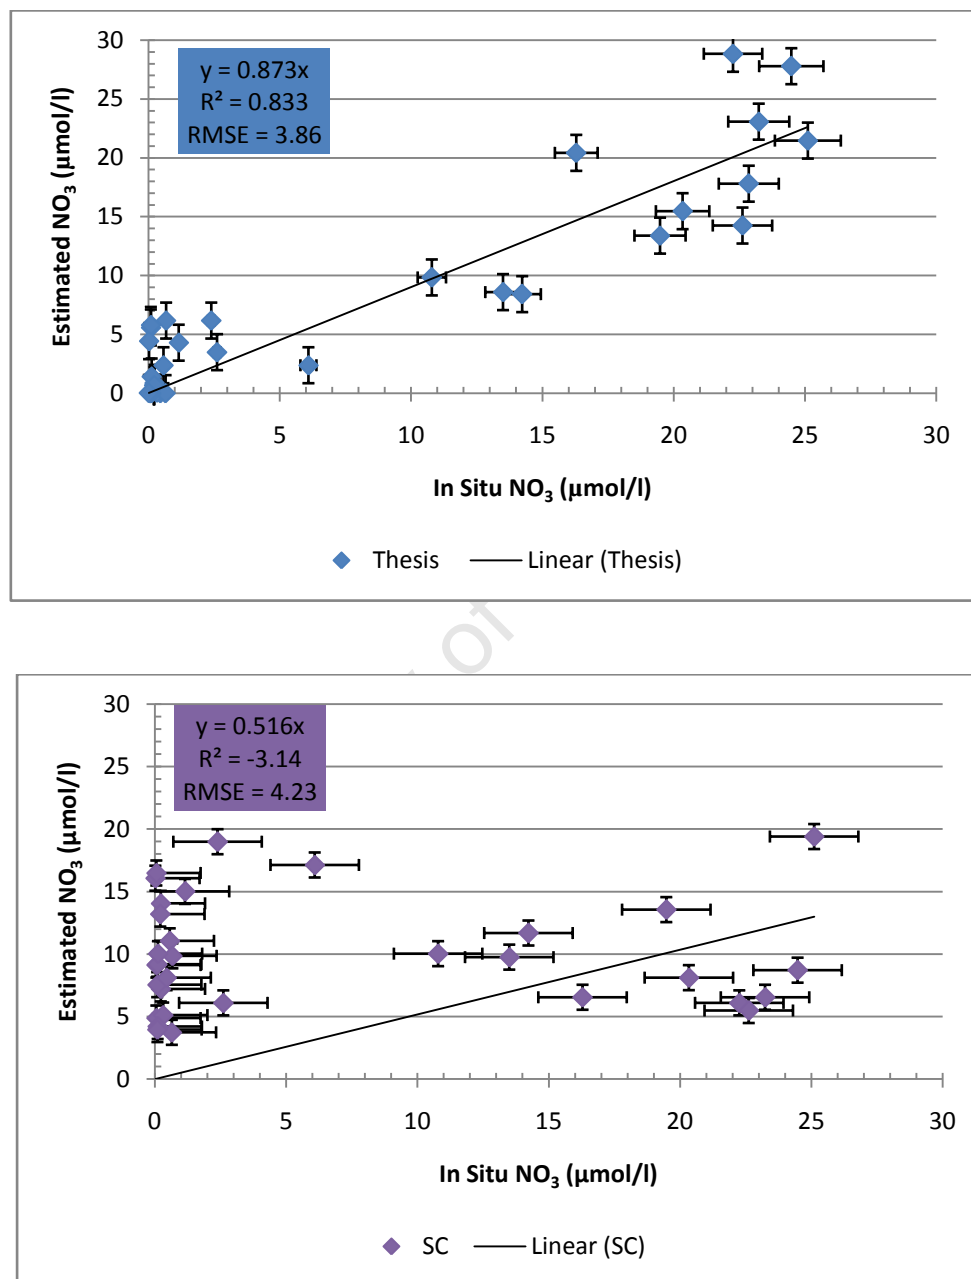 30
25
20
15
10
5
0
Estimated NO₃ (µmol/l)
y = 0.873x
R² = 0.833
RMSE = 3.86
0 5 10 15 20 25 30
In Situ NO₃ (µmol/l)
Thesis Linear (Thesis)
of
30
25
20
15
10
5
0
Estimated NO₃ (µmol/l)
y = 0.516x
R² = -3.14
RMSE = 4.23
0 5 10 15 20 25 30
In Situ NO₃ (µmol/l)
SC Linear (SC)